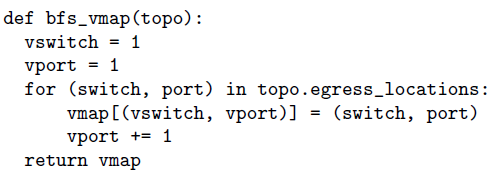 def bfs_vmap(topo):
  vswitch = 1
  vport = 1
  for (switch, port) in topo.egress_locations:
      vmap[(vswitch, vport)] = (switch, port)
      vport += 1
  return vmap